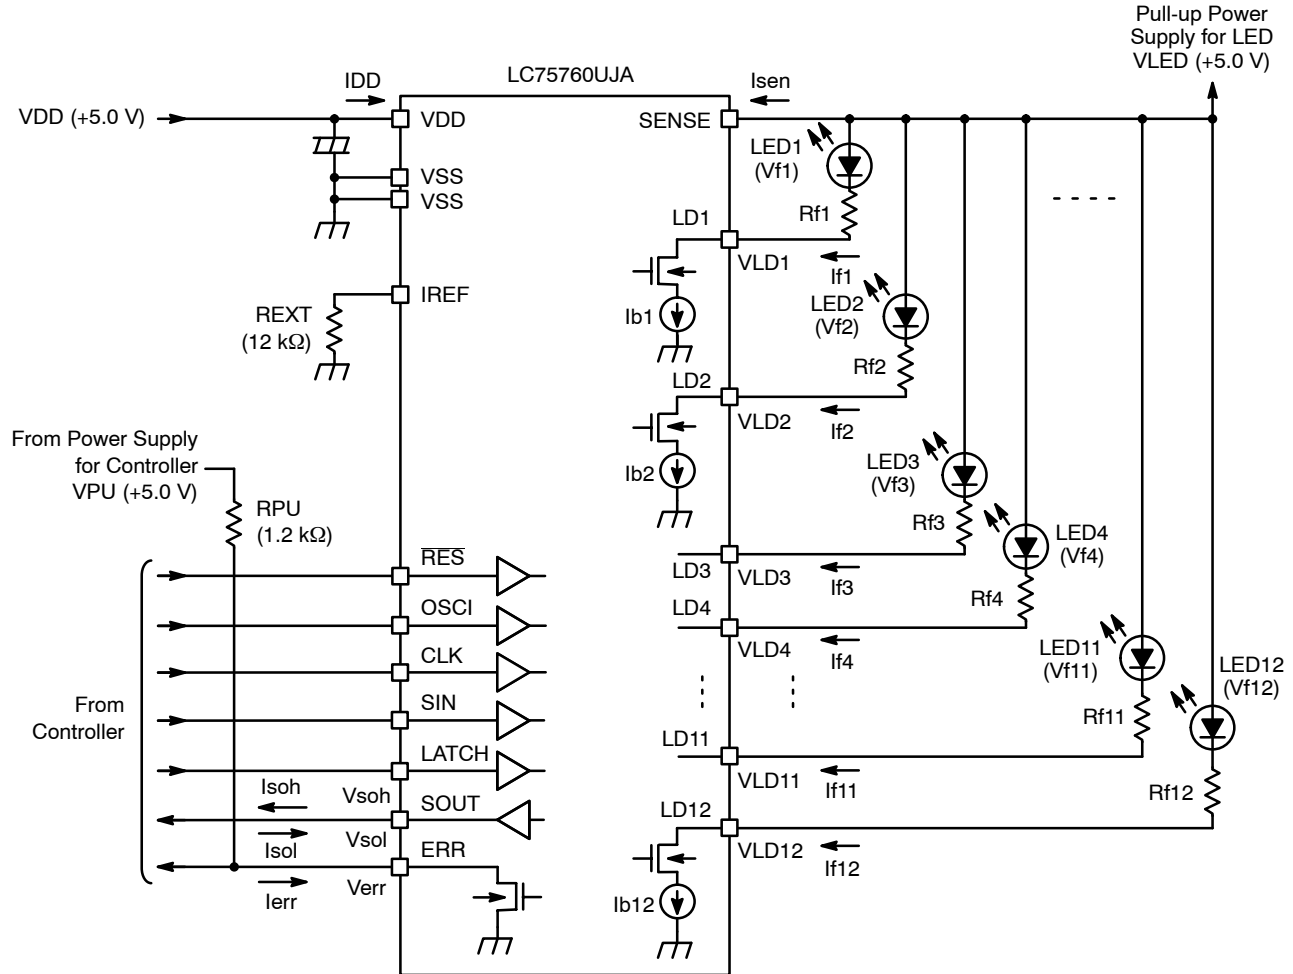 Pull-up Power
Supply for LED
VLED (+5.0 V)
LC75760UJA
IDD
Isen
VDD (+5.0 V)
VDD
SENSE
LED1
(Vf1)
VSS
VSS
Rf1
LD1
VLD1
If1
IREF
REXT
(12 kΩ)
Ib1
LED2
(Vf2)
Rf2
LD2
VLD2
If2
From Power Supply
for Controller
VPU (+5.0 V)
Ib2
LED3
(Vf3)
RPU
(1.2 kΩ)
Rf3
LED4
(Vf4)
RES
LD3
VLD3
If3
Rf4
OSCI
LD4
VLD4
If4
CLK
LED11
(Vf11)
LED12
(Vf12)
From
Controller
SIN
Rf11
LATCH
LD11
VLD11
If11
Isoh
Vsoh
SOUT
Rf12
LD12
Vsol
Isol
ERR
VLD12
If12
Verr
Ierr
Ib12